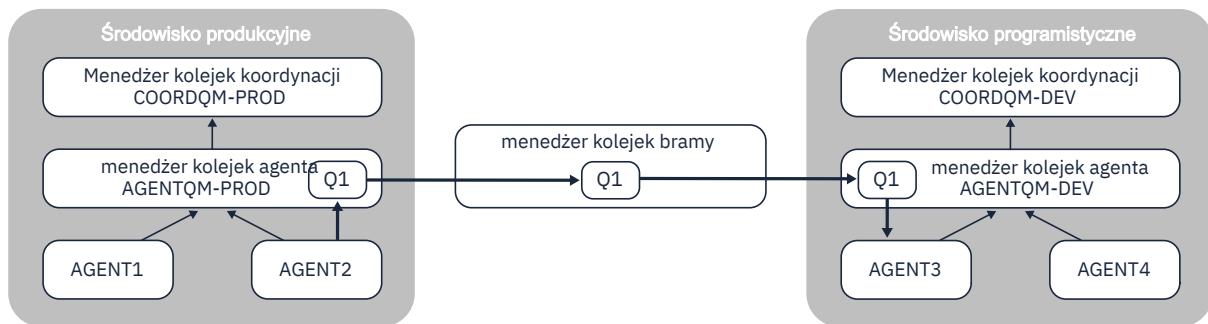 Środowisko produkcyjne
Menedżer kolejek koordynacji
COORDQM-PROD
menedżer kolejek agenta
AGENTQM-PROD
Q1
AGENT1
AGENT2
menedżer kolejek bramy
Q1
Środowisko programistyczne
Menedżer kolejek koordynacji
COORDQM-DEV
Q1
menedżer kolejek agenta
AGENTQM-DEV
AGENT3
AGENT4